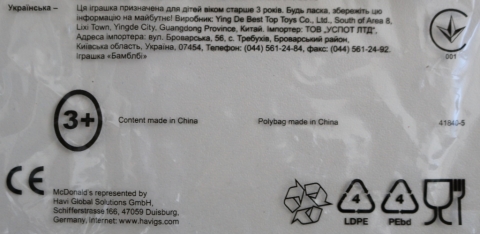 Українська – Ця іграшка призначена для дітей віком старше 3 років. Будь ласка, збережіть цю
інформацію на майбутнє! Виробник: Ying De Best Top Toys Co., Ltd., South of Area 8,
Lixi Town, Yingde City, Guangdong Province, Китай. Імпортер: ТОВ „УСПОТ ЛТД”.
Адреса імпортера: вул. Броварська, 56, с. Требухів, Броварський район,
Київська область, Україна, 07454, Телефон: (044) 561-24-84, факс: (044) 561-24-92.
Іграшка «Бамблбі»
001
3+
Content made in China Polybag made in China 41840-5
CE
McDonald's represented by
Havi Global Solutions GmbH,
Schifferstrasse 166, 47059 Duisburg,
Germany, Internet: www.havigs.com
4 4
LDPE PEbd